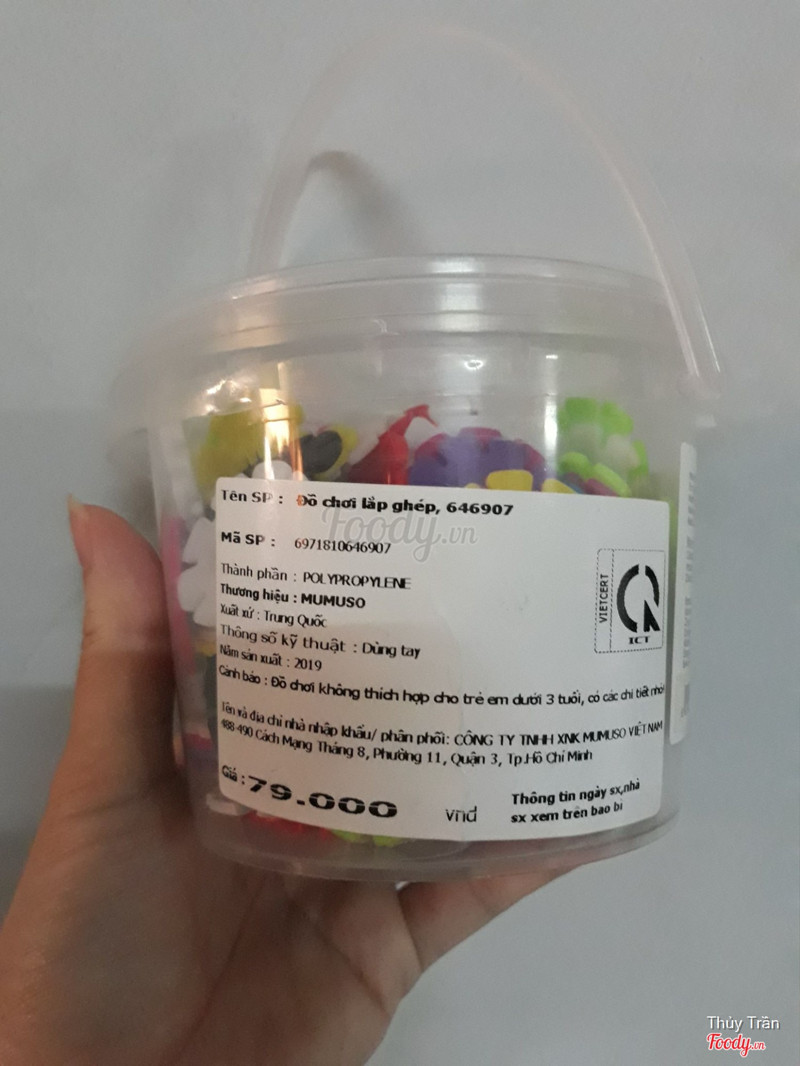 Foody.vn
Tên SP : Đồ chơi lắp ghép, 646907
Foody.vn
Mã SP : 6971810646907
Thành phần : POLYPROPYLENE
Thương hiệu : MUMUSO
Xuất xứ : Trung Quốc
Thông số kỹ thuật : Dùng tay
Năm sản xuất : 2019
Cảnh báo : Đồ chơi không thích hợp cho trẻ em dưới 3 tuổi, có các chi tiết nhỏ!
VIETCERT
ICT
Tên và địa chỉ nhà nhập khẩu/ phân phối: CÔNG TY TNHH XNK MUMUSO VIỆT NAM
488-490 Cách Mạng Tháng 8, Phường 11, Quận 3, Tp.Hồ Chí Minh
Giá : 79.000 vnđ
Thông tin ngày sx,nhà
sx xem trên bao bì
Thủy Trần
Foody.vn